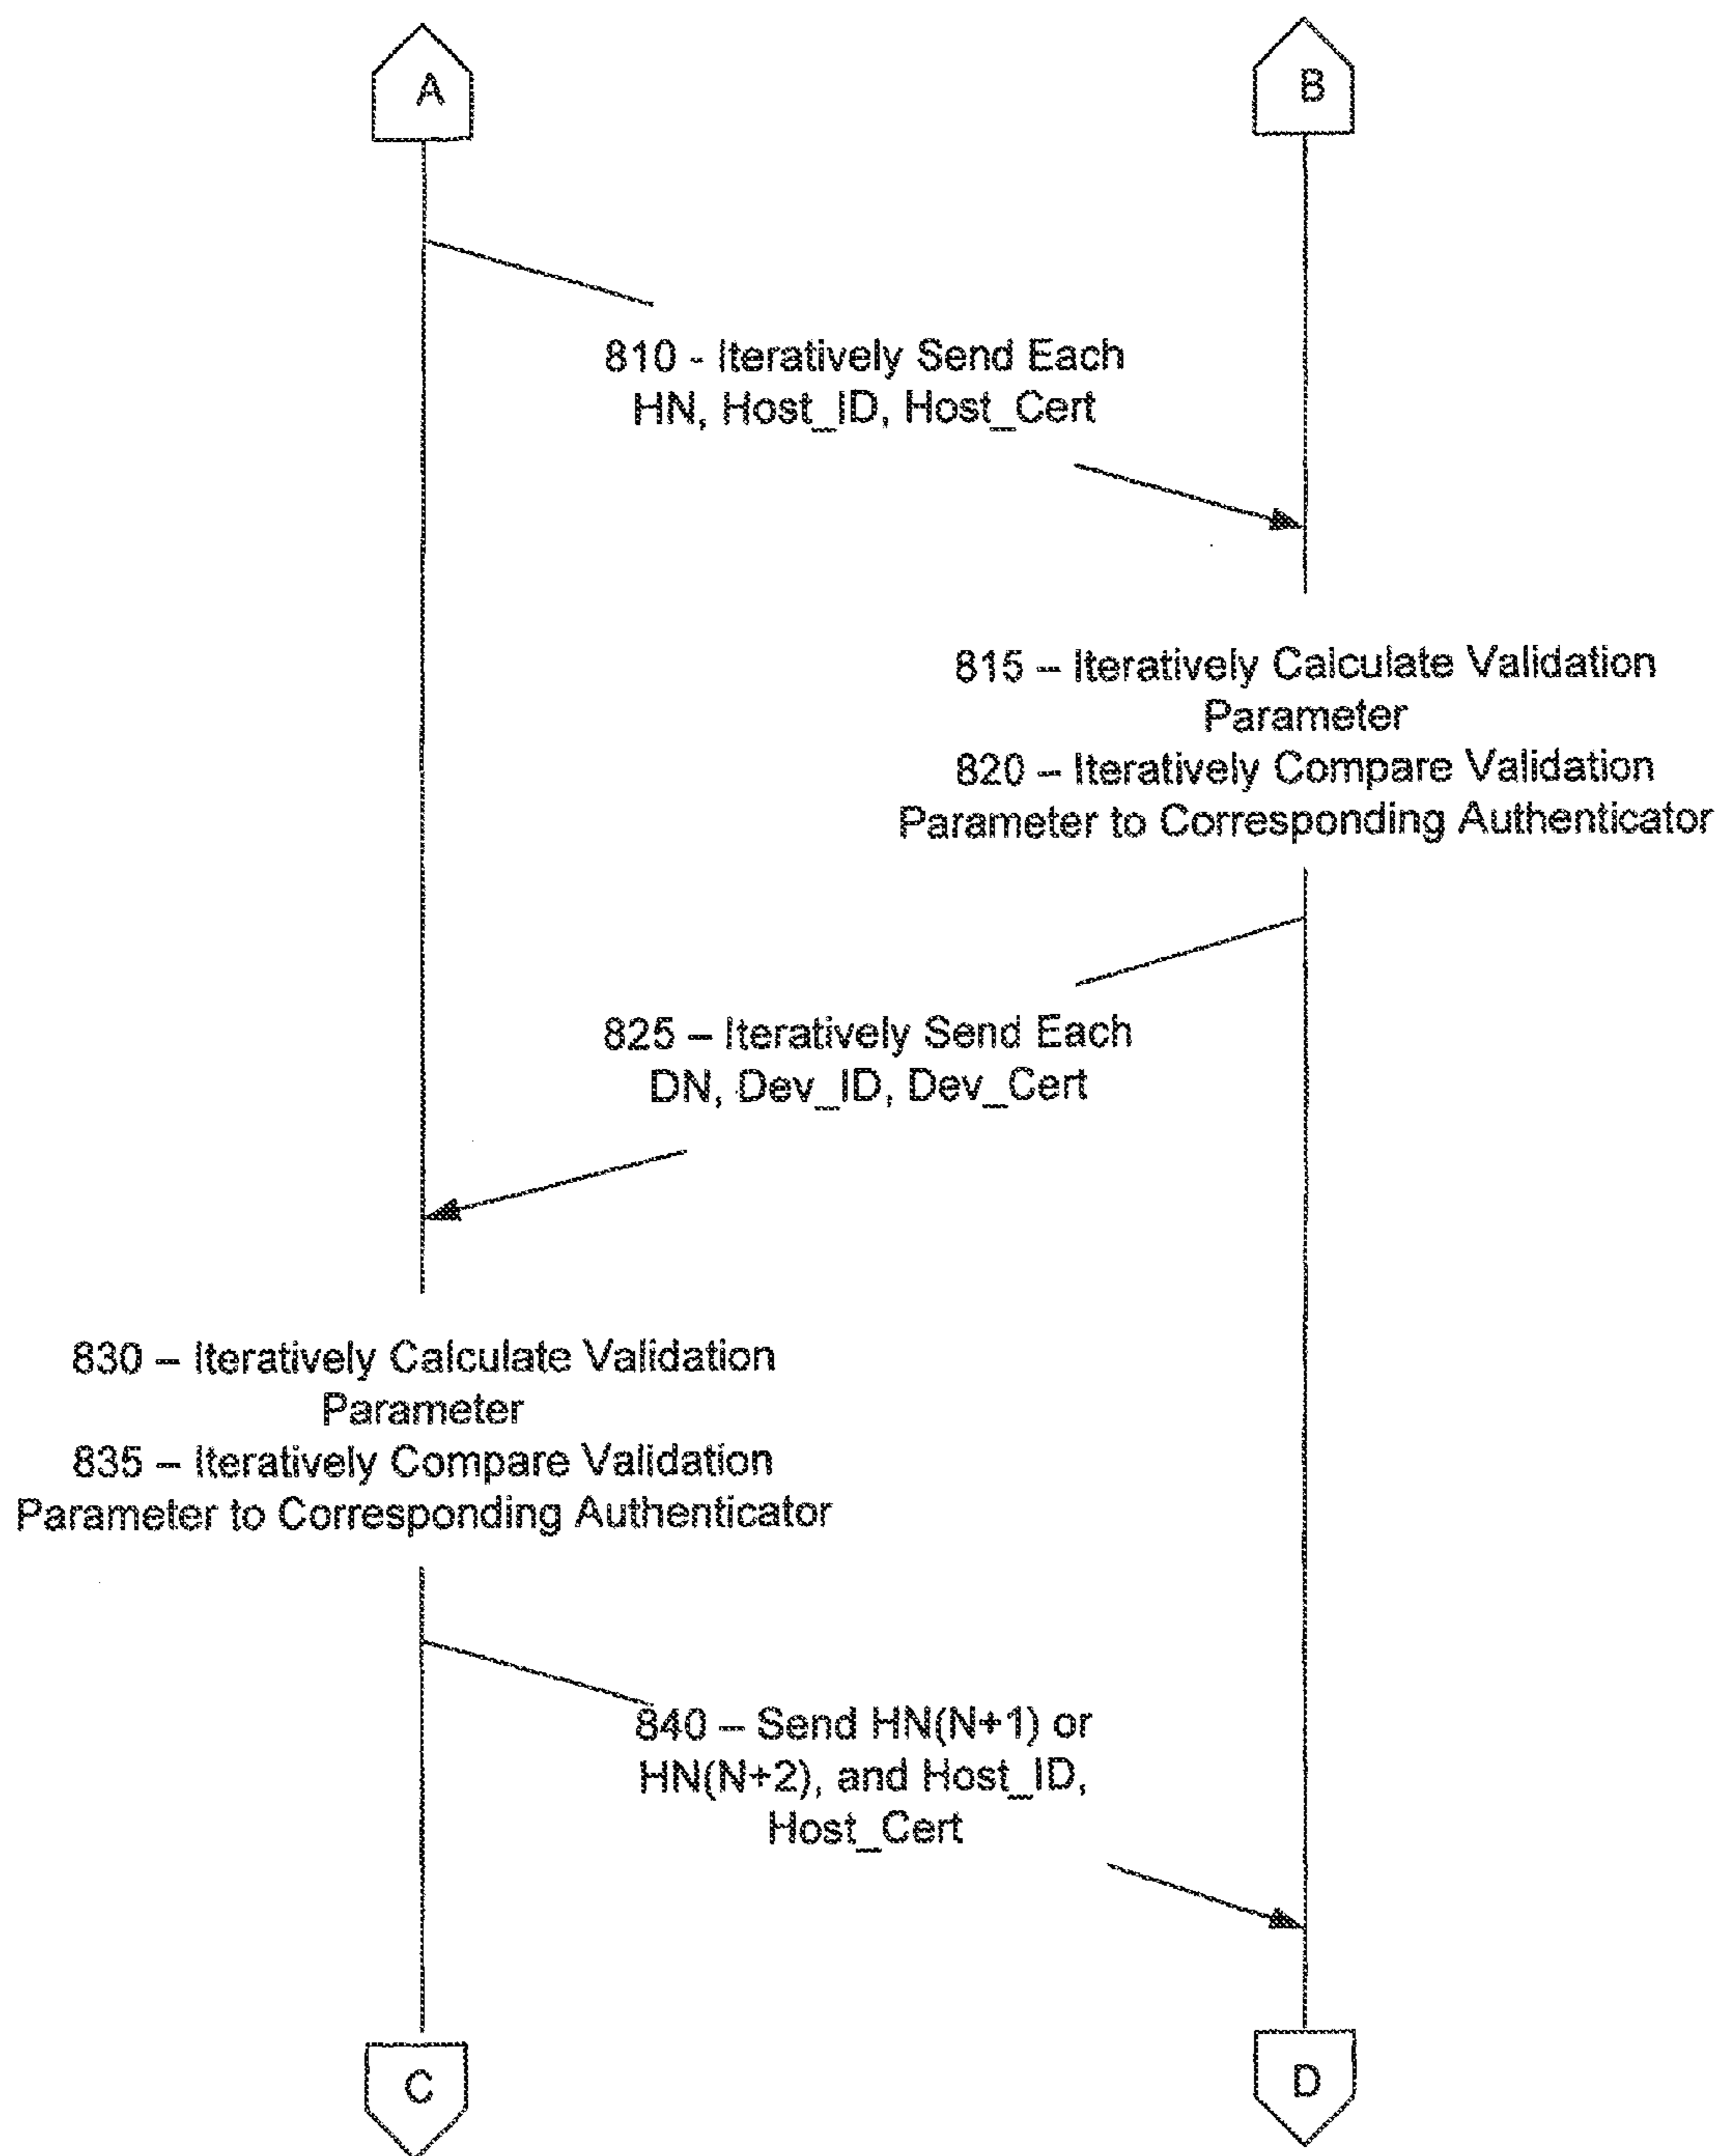 A
B
810 - Iteratively Send Each
HN, Host_ID, Host_Cert
815 – Iteratively Calculate Validation
Parameter
820 – Iteratively Compare Validation
Parameter to Corresponding Authenticator
825 – Iteratively Send Each
DN, Dev_ID, Dev_Cert
830 – Iteratively Calculate Validation
Parameter
835 – Iteratively Compare Validation
Parameter to Corresponding Authenticator
840 – Send HN(N+1) or
HN(N+2), and Host_ID,
Host_Cert
C
D